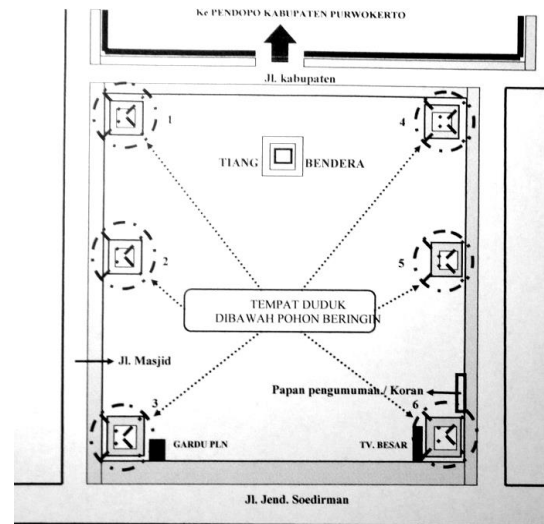 Ke PENDOPO KABUPATEN PURWOKERTO
Jl. kabupaten
1
4
TIANG BENDERA
2
5
TEMPAT DUDUK
DIBAWAH POHON BERINGIN
Jl. Masjid
Papan pengumuman./ Koran
3
6
GARDU PLN
TV. BESAR
Jl. Jend. Soedirman